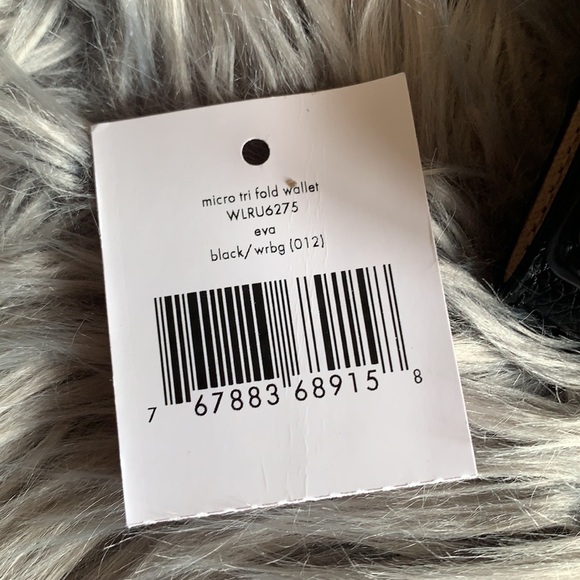 micro tri fold wallet
WLRU6275
eva
black/wrbg (012)
7 67883 68915 8